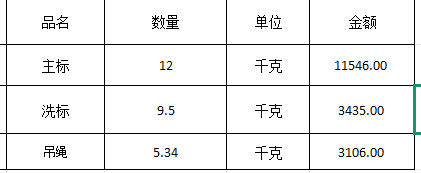 品名 数量 单位 金额
主标 12 千克 11546.00
洗标 9.5 千克 3435.00
吊绳 5.34 千克 3106.00